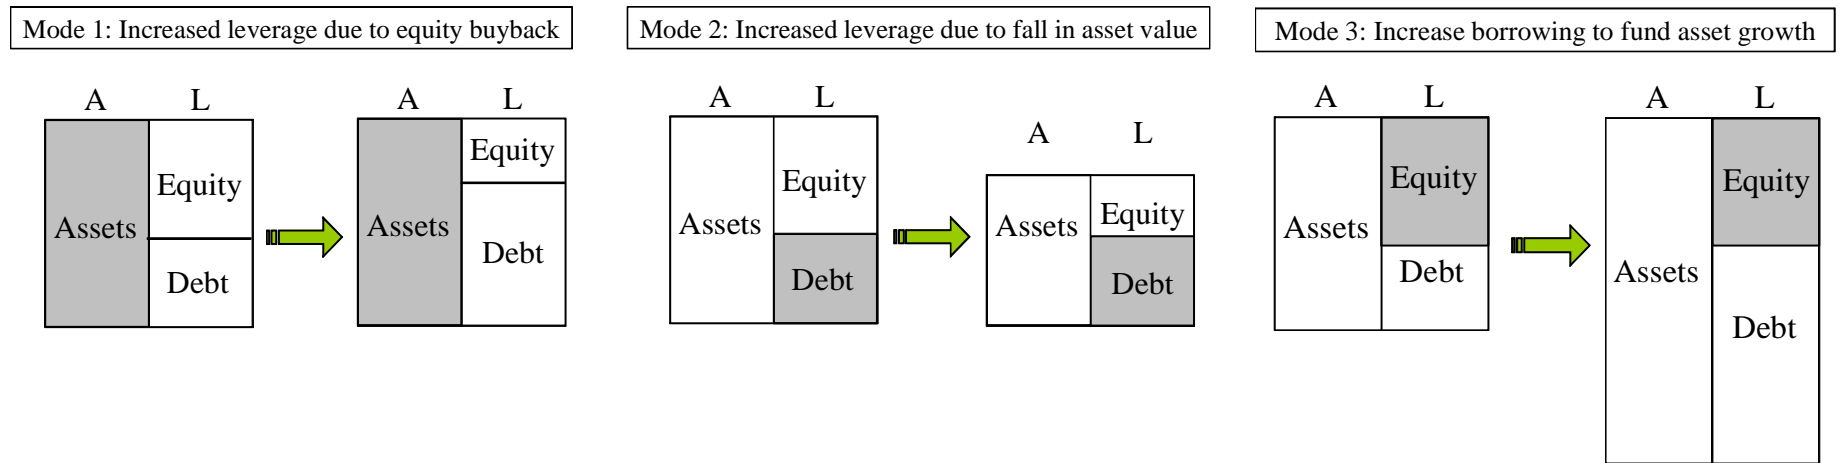 Mode 1: Increased leverage due to equity buyback
A L
Assets
Equity
Debt
A L
Assets
Equity
Debt
Mode 2: Increased leverage due to fall in asset value
A L
Assets
Equity
Debt
A L
Assets
Equity
Debt
Mode 3: Increase borrowing to fund asset growth
A L
Assets
Equity
Debt
A L
Assets
Equity
Debt